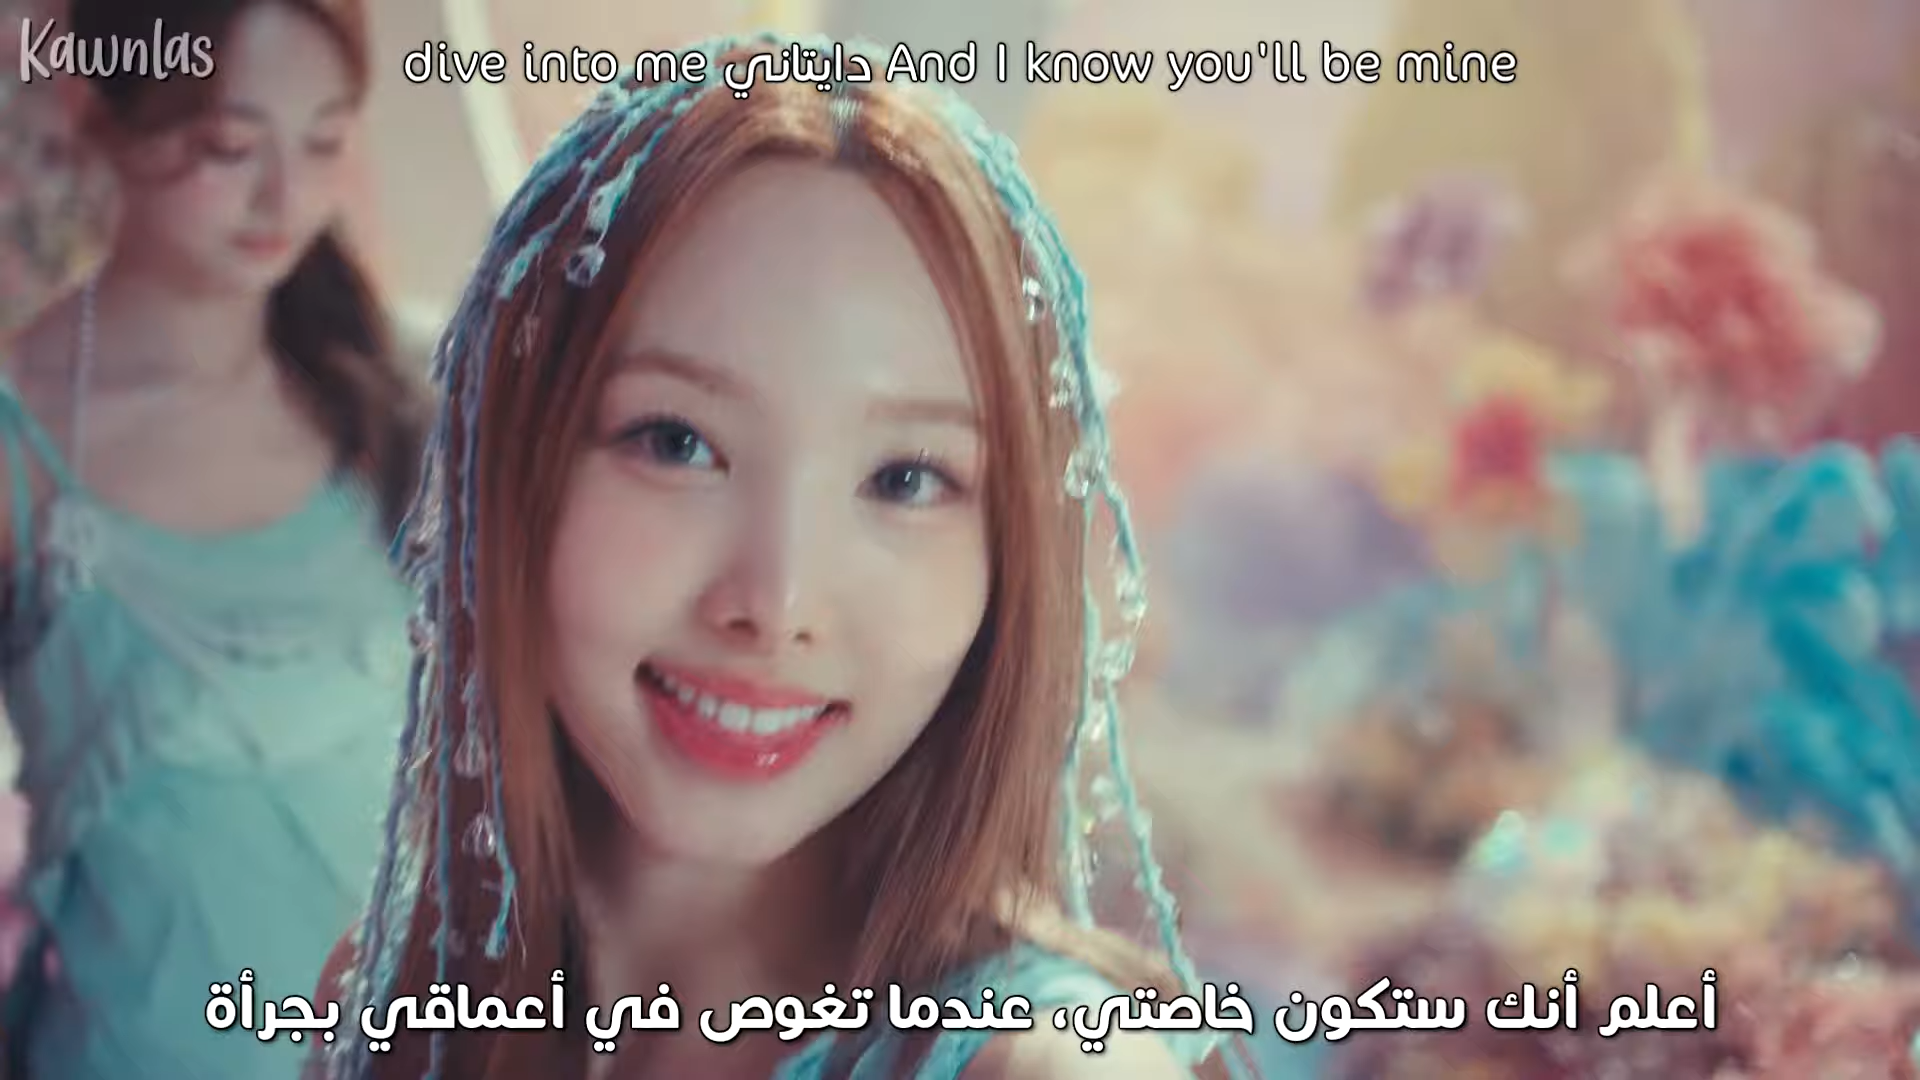 Kawnlas
dive into me دايتاني And I know you'll be mine
أعلم أنك ستكون خاصتي، عندما تغوص في أعماقي بجرأة